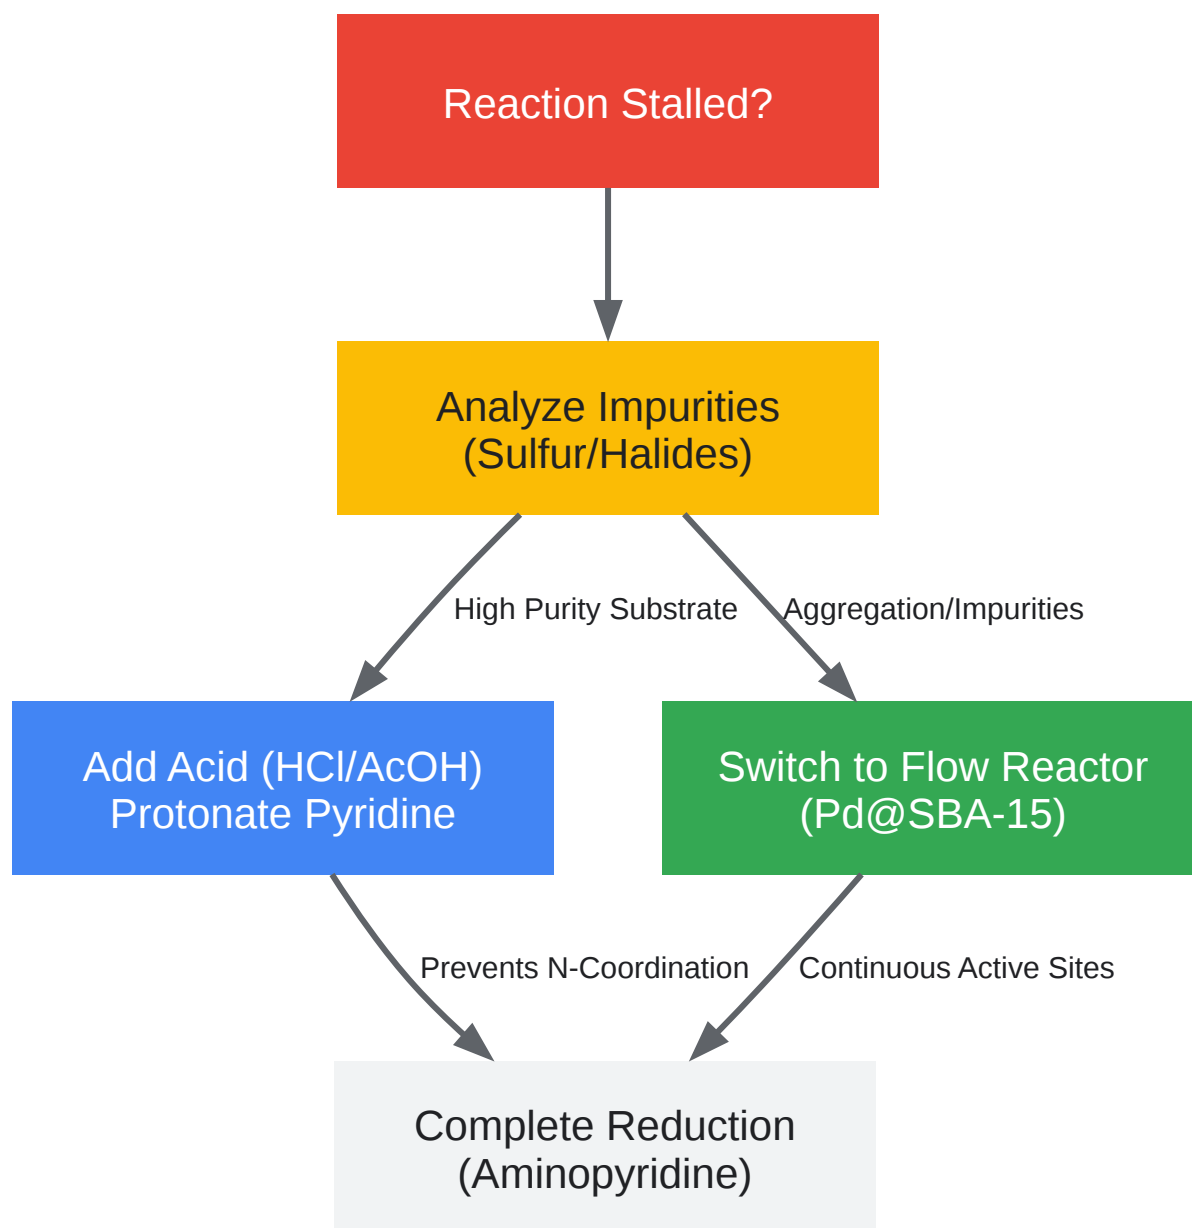 Reaction Stalled?
Analyze Impurities
(Sulfur/Halides)
High Purity Substrate
Aggregation/Impurities
Add Acid (HCl/AcOH)
Protonate Pyridine
Switch to Flow Reactor
(Pd@SBA-15)
Prevents N-Coordination
Continuous Active Sites
Complete Reduction
(Aminopyridine)